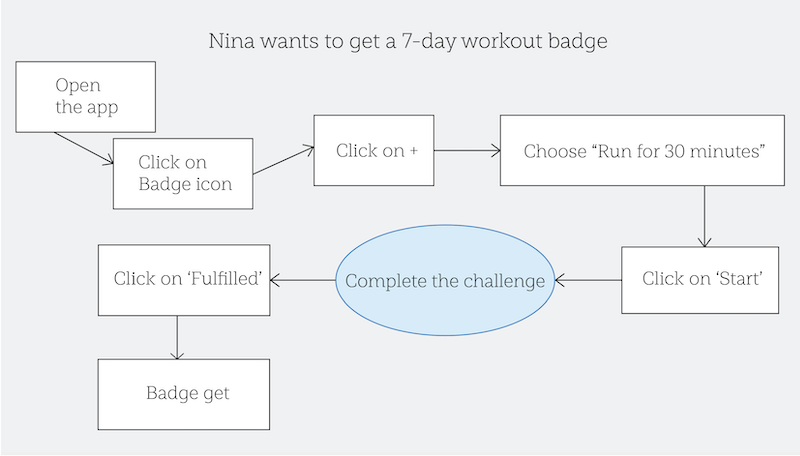 Nina wants to get a 7-day workout badge
Open
the app
Click on
Badge icon
Click on +
Choose “Run for 30 minutes”
Click on ‘Start’
Complete the challenge
Click on ‘Fulfilled’
Badge get